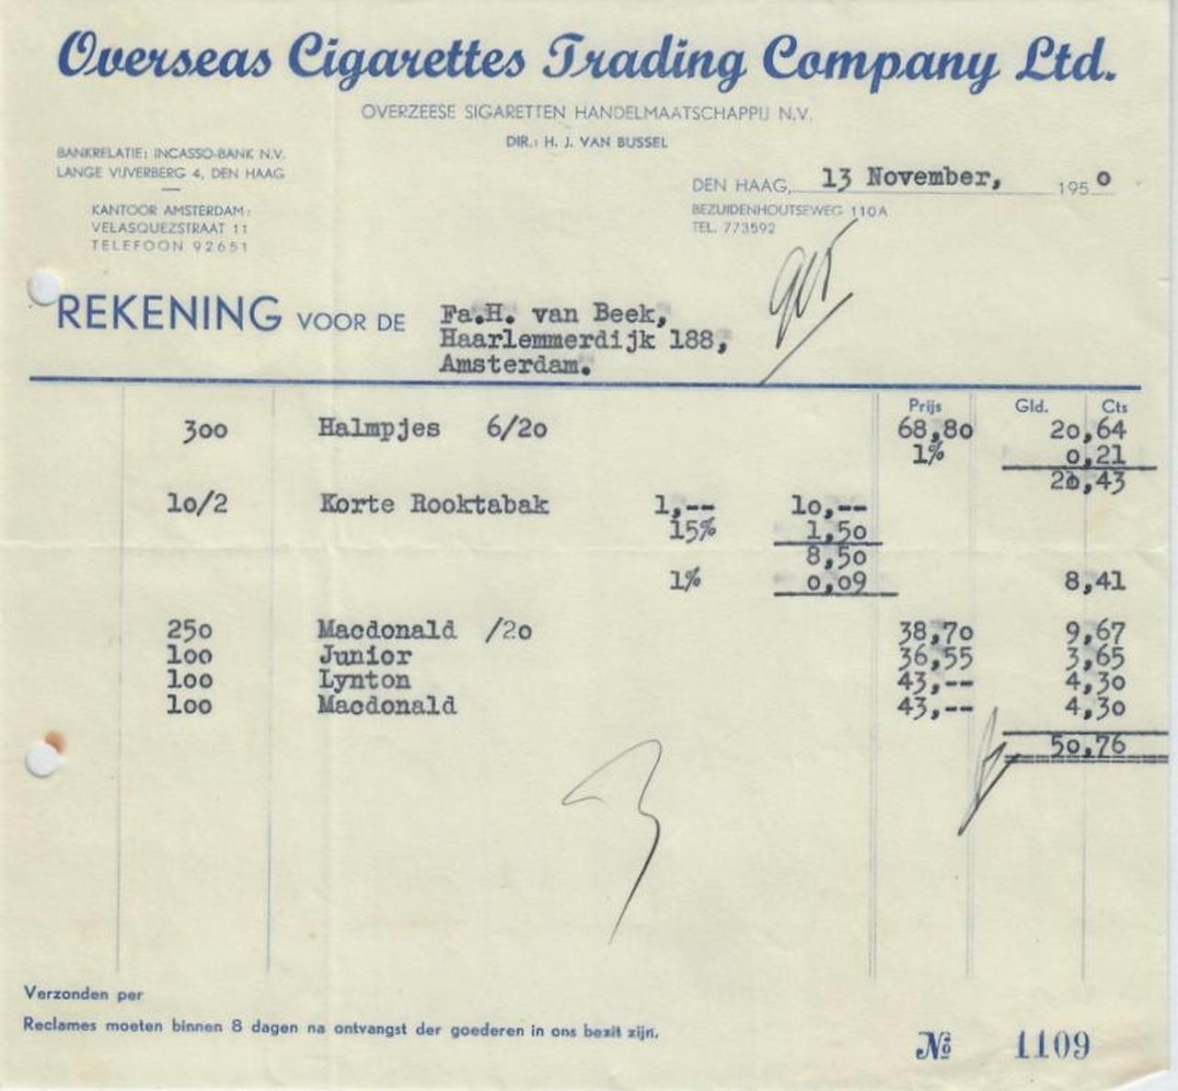 Overseas Cigarettes Trading Company Ltd.
OVERZEESE SIGARETTEN HANDELMAATSCHAPPIJ N.V.
DIR.: H. J. VAN BUSSEL
BANKRELATIE: INCASSO-BANK N.V.
LANGE VIJVERBERG 4, DEN HAAG
KANTOOR AMSTERDAM:
VELASQUEZSTRAAT 11
TELEFOON 92651
DEN HAAG, 13 November, 1950
BEZUIDENHOUTSEWEG 110A
TEL. 773592
REKENING VOOR DE Fa.H. van Beek,
Haarlemmerdijk 188,
Amsterdam.
Prijs Gld. Cts
300 Halmpjes 6/20 68,80 20,64
1% 0,21
20,43
10/2 Korte Rooktabak 1,-- 10,--
15% 1,50
8,50
1% 0,09 8,41
250 Macdonald /20 38,70 9,67
100 Junior 36,55 3,65
100 Lynton 43,-- 4,30
100 Macdonald 43,-- 4,30
50,76
Verzonden per
Reclames moeten binnen 8 dagen na ontvangst der goederen in ons bezit zijn.
№ 1109